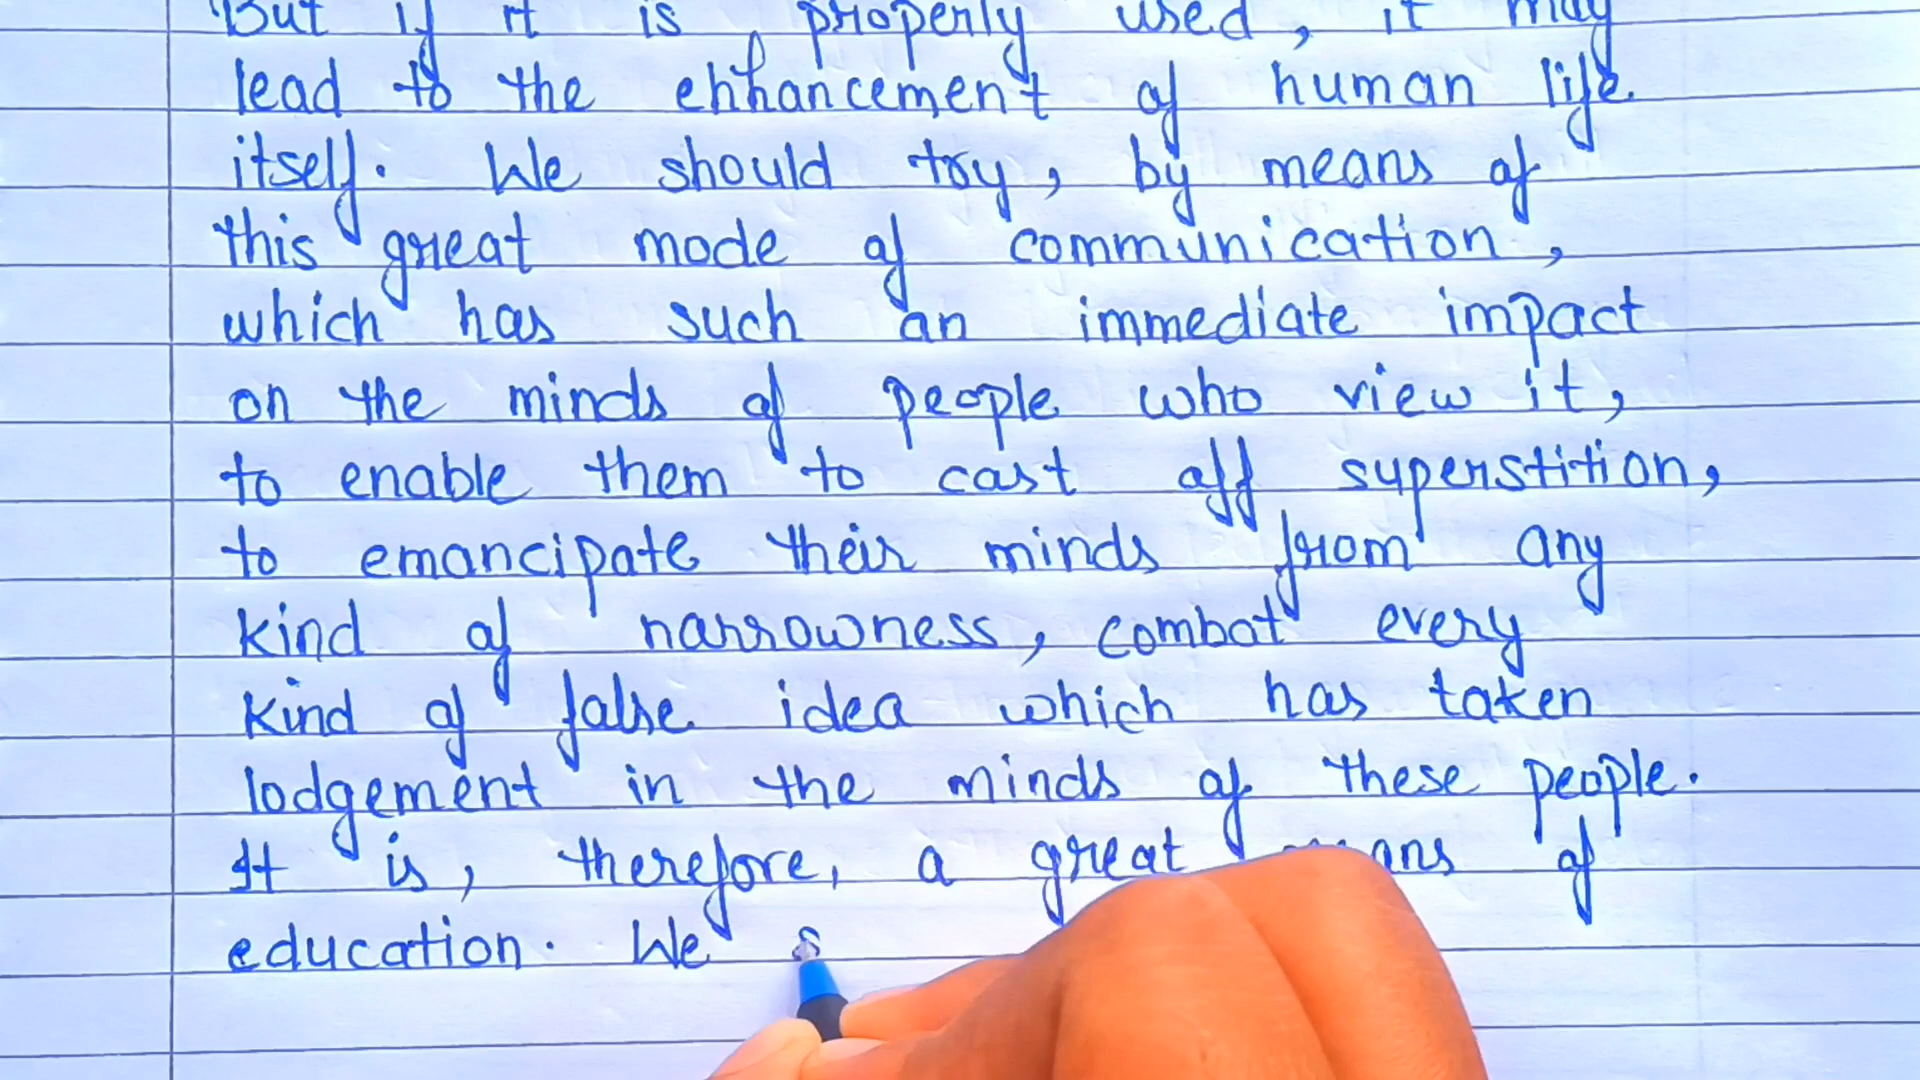 But if it is properly used, it may
lead to the enhancement of human life
itself. We should try, by means of
this great mode of communication,
which has such an immediate impact
on the minds of people who view it,
to enable them to cast off superstition,
to emancipate their minds from any
kind of narrowness, combat every
kind of false idea which has taken
lodgement in the minds of these people.
It is, therefore, a great means of
education. We s